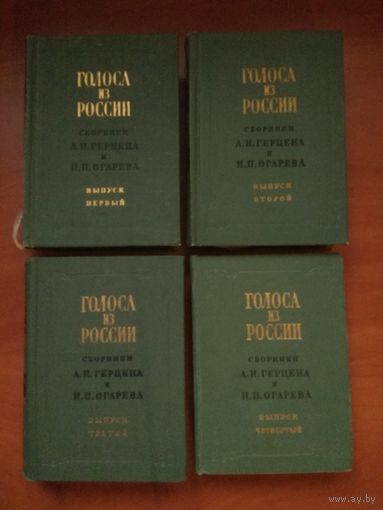 ГОЛОСА
ИЗ
РОССИИ
СБОРНИКИ
А.И.ГЕРЦЕНА
И
Н.П.ОГАРЕВА
ВЫПУСК
ПЕРВЫЙ
ГОЛОСА
ИЗ
РОССИИ
СБОРНИКИ
А.И.ГЕРЦЕНА
И
Н.П.ОГАРЕВА
ВЫПУСК
ВТОРОЙ
ГОЛОСА
ИЗ
РОССИИ
СБОРНИКИ
А.И.ГЕРЦЕНА
И
Н.П.ОГАРЕВА
ВЫПУСК
ТРЕТИЙ
ГОЛОСА
ИЗ
РОССИИ
СБОРНИКИ
А.И.ГЕРЦЕНА
И
Н.П.ОГАРЕВА
ВЫПУСК
ЧЕТВЕРТЫЙ
www.ay.by